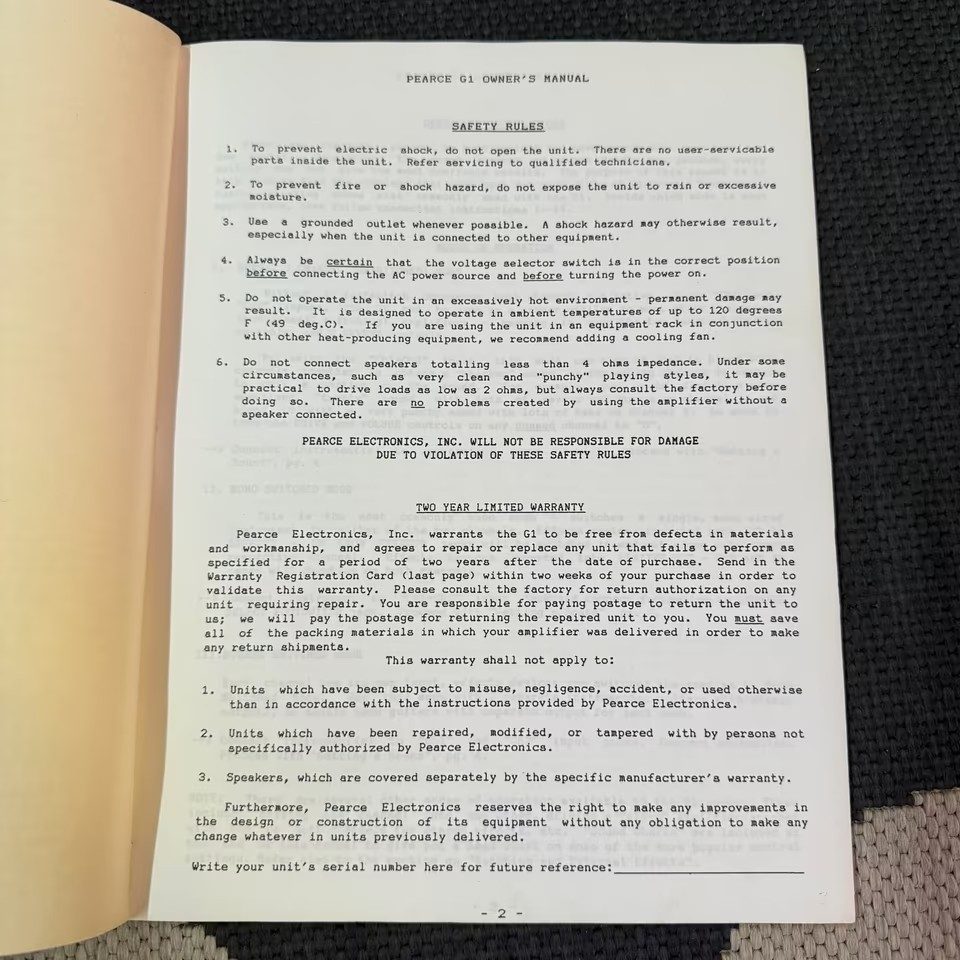 PEARCE G1 OWNER'S MANUAL
SAFETY RULES
1. To prevent electric shock, do not open the unit. There are no user-servicable
parts inside the unit. Refer servicing to qualified technicians.
2. To prevent fire or shock hazard, do not expose the unit to rain or excessive
moisture.
3. Use a grounded outlet whenever possible. A shock hazard may otherwise result,
especially when the unit is connected to other equipment.
4. Always be certain that the voltage selector switch is in the correct position
before connecting the AC power source and before turning the power on.
5. Do not operate the unit in an excessively hot environment - permanent damage may
result. It is designed to operate in ambient temperatures of up to 120 degrees
F (49 deg.C). If you are using the unit in an equipment rack in conjunction
with other heat-producing equipment, we recommend adding a cooling fan.
6. Do not connect speakers totalling less than 4 ohms impedance. Under some
circumstances, such as very clean and "punchy" playing styles, it may be
practical to drive loads as low as 2 ohms, but always consult the factory before
doing so. There are no problems created by using the amplifier without a
speaker connected.
PEARCE ELECTRONICS, INC. WILL NOT BE RESPONSIBLE FOR DAMAGE
DUE TO VIOLATION OF THESE SAFETY RULES
TWO YEAR LIMITED WARRANTY
Pearce Electronics, Inc. warrants the G1 to be free from defects in materials
and workmanship, and agrees to repair or replace any unit that fails to perform as
specified for a period of two years after the date of purchase. Send in the
Warranty Registration Card (last page) within two weeks of your purchase in order to
validate this warranty. Please consult the factory for return authorization on any
unit requiring repair. You are responsible for paying postage to return the unit to
us; we will pay the postage for returning the repaired unit to you. You must save
all of the packing materials in which your amplifier was delivered in order to make
any return shipments.
This warranty shall not apply to:
1. Units which have been subject to misuse, negligence, accident, or used otherwise
than in accordance with the instructions provided by Pearce Electronics.
2. Units which have been repaired, modified, or tampered with by persons not
specifically authorized by Pearce Electronics.
3. Speakers, which are covered separately by the specific manufacturer's warranty.
Furthermore, Pearce Electronics reserves the right to make any improvements in
the design or construction of its equipment without any obligation to make any
change whatever in units previously delivered.
Write your unit's serial number here for future reference:
- 2 -